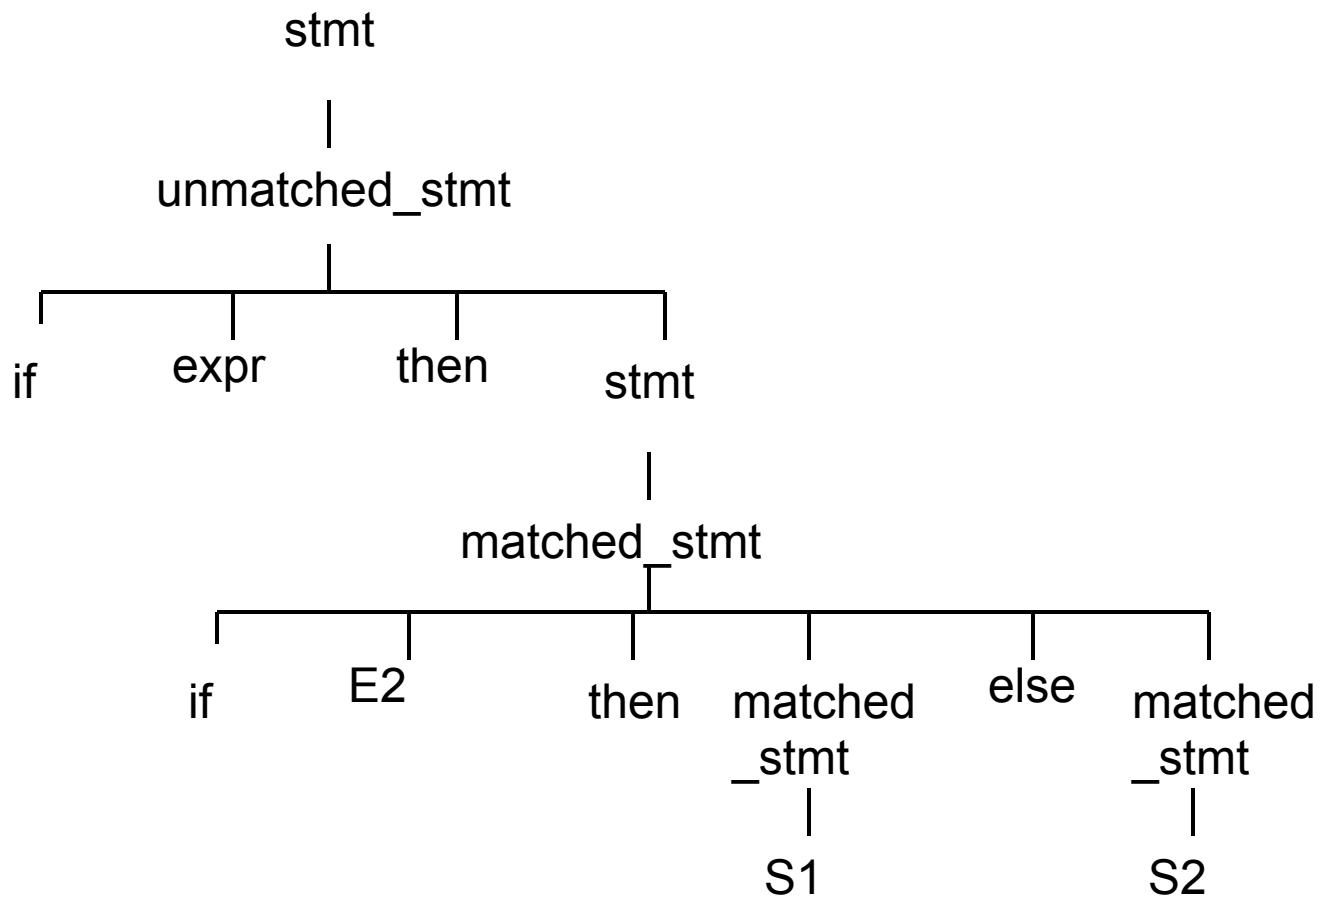 stmt
unmatched_stmt
if expr then stmt
matched_stmt
if E2 then matched else matched
_stmt _stmt
S1 S2